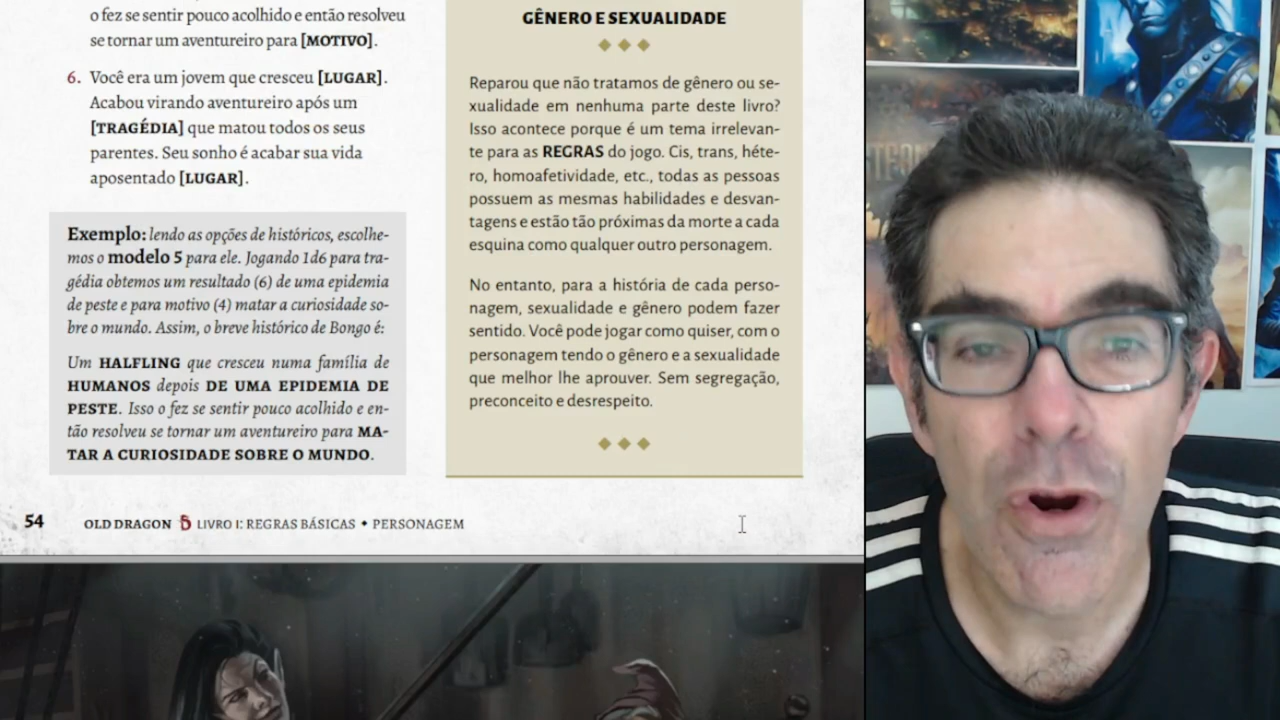 o fez se sentir pouco acolhido e então resolveu
se tornar um aventureiro para [MOTIVO].
6. Você era um jovem que cresceu [LUGAR].
Acabou virando aventureiro após um
[TRAGÉDIA] que matou todos os seus
parentes. Seu sonho é acabar sua vida
aposentado [LUGAR].
Exemplo: lendo as opções de históricos, escolhe-
mos o modelo 5 para ele. Jogando 1d6 para tra-
gédia obtemos um resultado (6) de uma epidemia
de peste e para motivo (4) matar a curiosidade so-
bre o mundo. Assim, o breve histórico de Bongo é:
Um HALFLING que cresceu numa família de
HUMANOS depois DE UMA EPIDEMIA DE
PESTE. Isso o fez se sentir pouco acolhido e en-
tão resolveu se tornar um aventureiro para MA-
TAR A CURIOSIDADE SOBRE O MUNDO.
GÊNERO E SEXUALIDADE
Reparou que não tratamos de gênero ou se-
xualidade em nenhuma parte deste livro?
Isso acontece porque é um tema irrelevan-
te para as REGRAS do jogo. Cis, trans, héte-
ro, homoafetividade, etc., todas as pessoas
possuem as mesmas habilidades e desvan-
tagens e estão tão próximas da morte a cada
esquina como qualquer outro personagem.
No entanto, para a história de cada perso-
nagem, sexualidade e gênero podem fazer
sentido. Você pode jogar como quiser, com o
personagem tendo o gênero e a sexualidade
que melhor lhe aprouver. Sem segregação,
preconceito e desrespeito.
54 OLD DRAGON LIVRO I: REGRAS BÁSICAS • PERSONAGEM